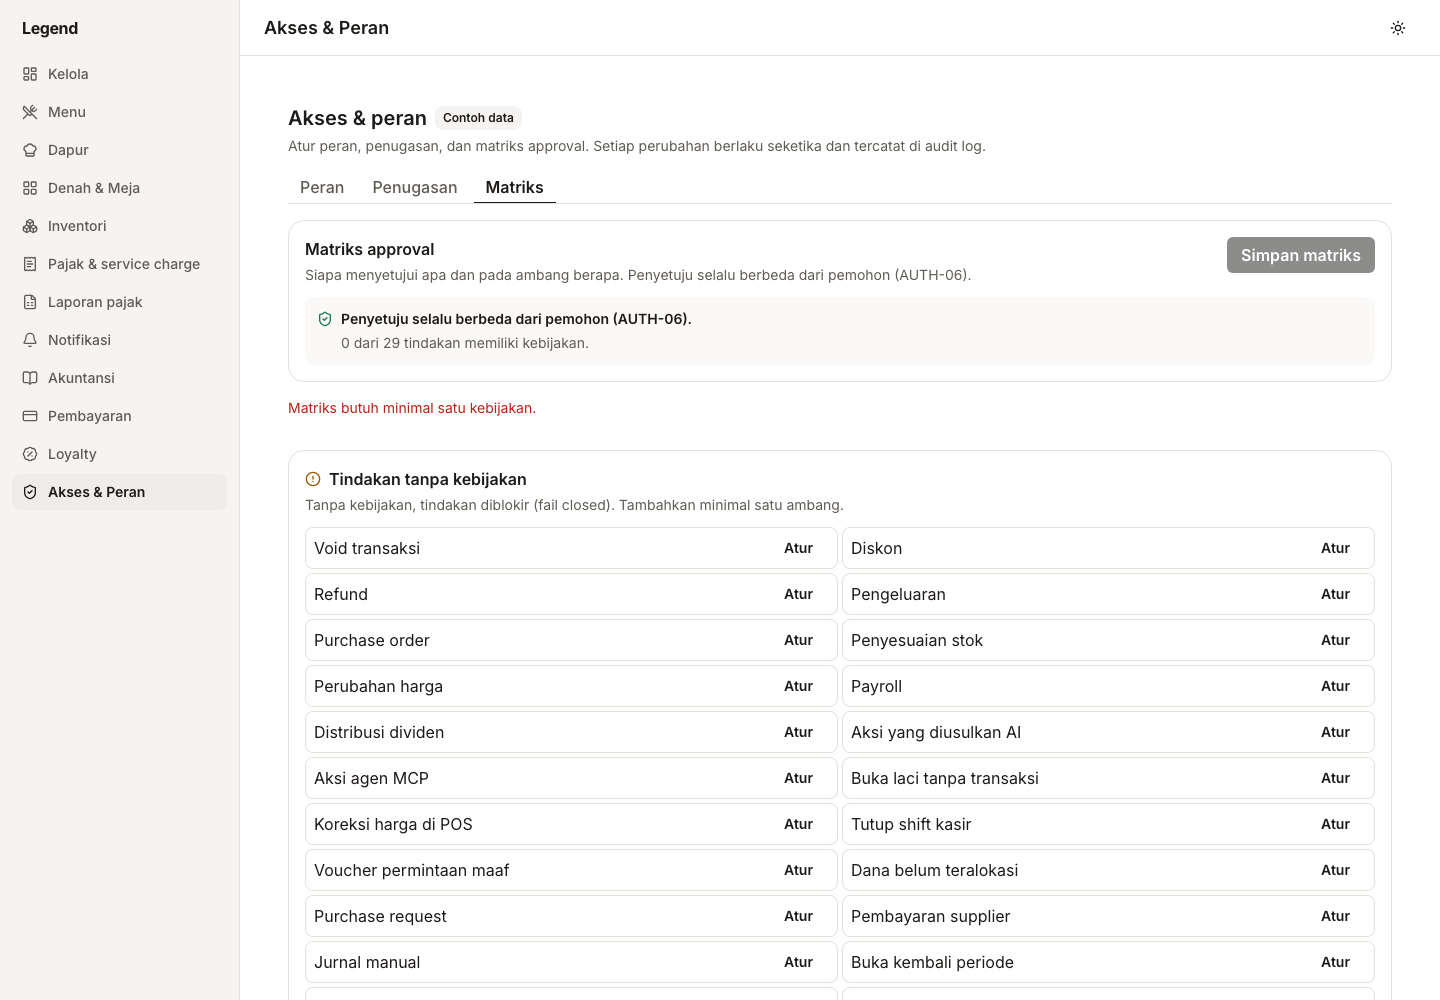 Legend
Kelola
Menu
Dapur
Denah & Meja
Inventori
Pajak & service charge
Laporan pajak
Notifikasi
Akuntansi
Pembayaran
Loyalty
Akses & Peran
Akses & Peran
Akses & peran
Contoh data
Atur peran, penugasan, dan matriks approval. Setiap perubahan berlaku seketika dan tercatat di audit log.
Peran Penugasan Matriks
Matriks approval
Simpan matriks
Siapa menyetujui apa dan pada ambang berapa. Penyetuju selalu berbeda dari pemohon (AUTH-06).
Penyetuju selalu berbeda dari pemohon (AUTH-06).
0 dari 29 tindakan memiliki kebijakan.
Matriks butuh minimal satu kebijakan.
Tindakan tanpa kebijakan
Tanpa kebijakan, tindakan diblokir (fail closed). Tambahkan minimal satu ambang.
Void transaksi Atur Diskon Atur
Refund Atur Pengeluaran Atur
Purchase order Atur Penyesuaian stok Atur
Perubahan harga Atur Payroll Atur
Distribusi dividen Atur Aksi yang diusulkan AI Atur
Aksi agen MCP Atur Buka laci tanpa transaksi Atur
Koreksi harga di POS Atur Tutup shift kasir Atur
Voucher permintaan maaf Atur Dana belum teralokasi Atur
Purchase request Atur Pembayaran supplier Atur
Jurnal manual Atur Buka kembali periode Atur